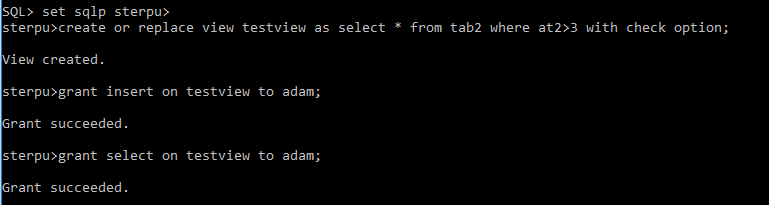 SQL> set sqlp sterpu>
sterpu>create or replace view testview as select * from tab2 where at2>3 with check option;
View created.
sterpu>grant insert on testview to adam;
Grant succeeded.
sterpu>grant select on testview to adam;
Grant succeeded.